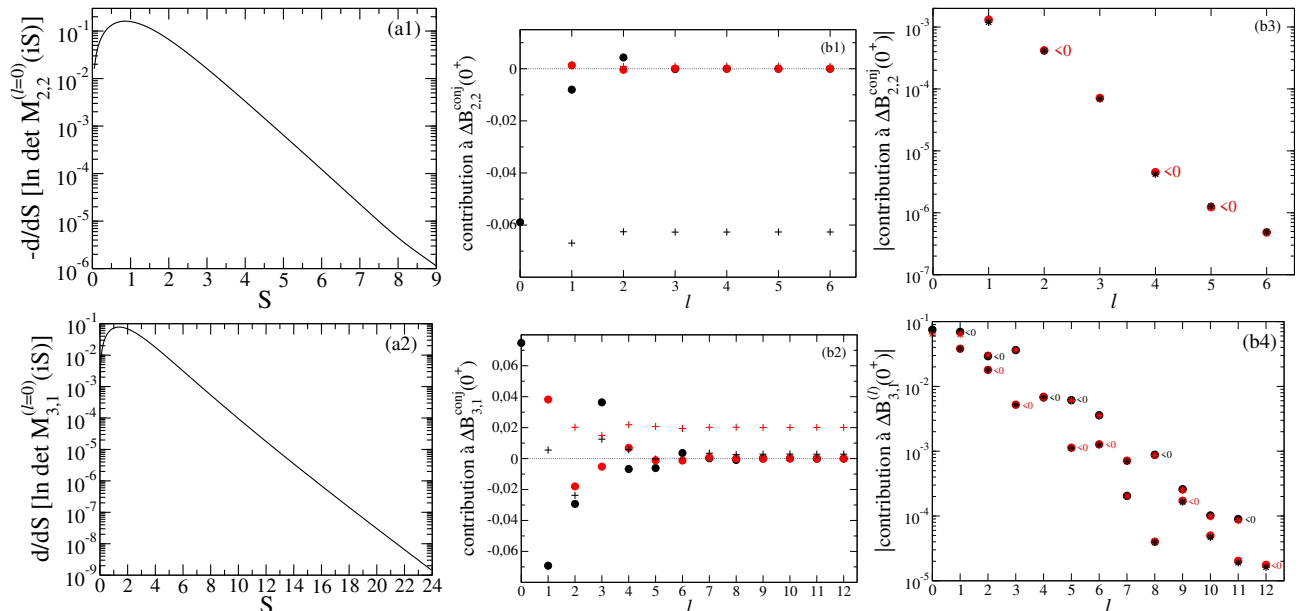 (a1)
-d/dS [ln det M_{2,2}^{(l=0)}(iS)]
10^{-1}
10^{-2}
10^{-3}
10^{-4}
10^{-5}
10^{-6}
0 1 2 3 4 5 6 7 8 9
S
(b1)
contribution à ΔB_{2,2}^{conj}(0^+)
0
-0.02
-0.04
-0.06
0 1 2 3 4 5 6
l
(b3)
|contribution à ΔB_{2,2}^{conj}(0^+)|
10^{-3}
10^{-4}
10^{-5}
10^{-6}
10^{-7}
<0
<0
<0
0 1 2 3 4 5 6
l
(a2)
d/dS [ln det M_{3,1}^{(l=0)}(iS)]
10^{-1}
10^{-2}
10^{-3}
10^{-4}
10^{-5}
10^{-6}
10^{-7}
10^{-8}
10^{-9}
0 2 4 6 8 10 12 14 16 18 20 22 24
S
(b2)
contribution à ΔB_{3,1}^{conj}(0^+)
0,06
0,04
0,02
0
-0,02
-0,04
-0,06
0 1 2 3 4 5 6 7 8 9 10 11 12
l
(b4)
|contribution à ΔB_{3,1}^{(l)}(0^+)|
10^{-1}
10^{-2}
10^{-3}
10^{-4}
10^{-5}
<0
<0
<0
<0
<0
<0
<0
<0
<0
<0
<0
0 1 2 3 4 5 6 7 8 9 10 11 12
l